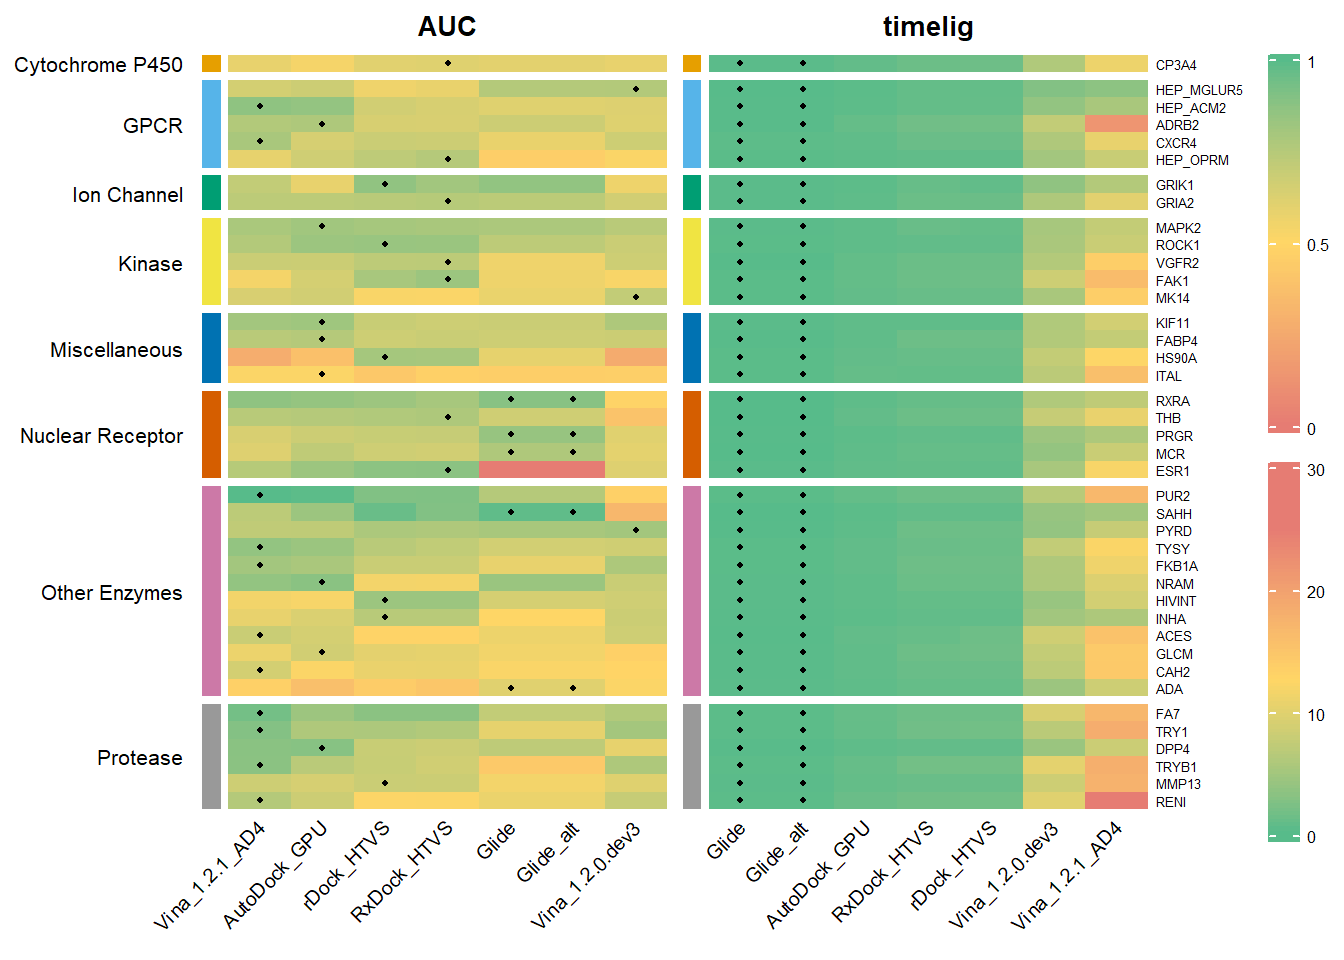 AUC
timelig
Cytochrome P450
GPCR
Ion Channel
Kinase
Miscellaneous
Nuclear Receptor
Other Enzymes
Protease
CP3A4
HEP_MGLUR5
HEP_ACM2
ADRB2
CXCR4
HEP_OPRM
GRIK1
GRIA2
MAPK2
ROCK1
VGFR2
FAK1
MK14
KIF11
FABP4
HS90A
ITAL
RXRA
THB
PRGR
MCR
ESR1
PUR2
SAHH
PYRD
TYSY
FKB1A
NRAM
HIVINT
INHA
ACES
GLCM
CAH2
ADA
FA7
TRY1
DPP4
TRYB1
MMP13
RENI
1
0.5
0
30
20
10
0
Vina_1.2.1_AD4
AutoDock_GPU
rDock_HTVS
RxDock_HTVS
Glide
Glide_alt
Vina_1.2.0.dev3
Glide
Glide_alt
AutoDock_GPU
RxDock_HTVS
rDock_HTVS
Vina_1.2.0.dev3
Vina_1.2.1_AD4